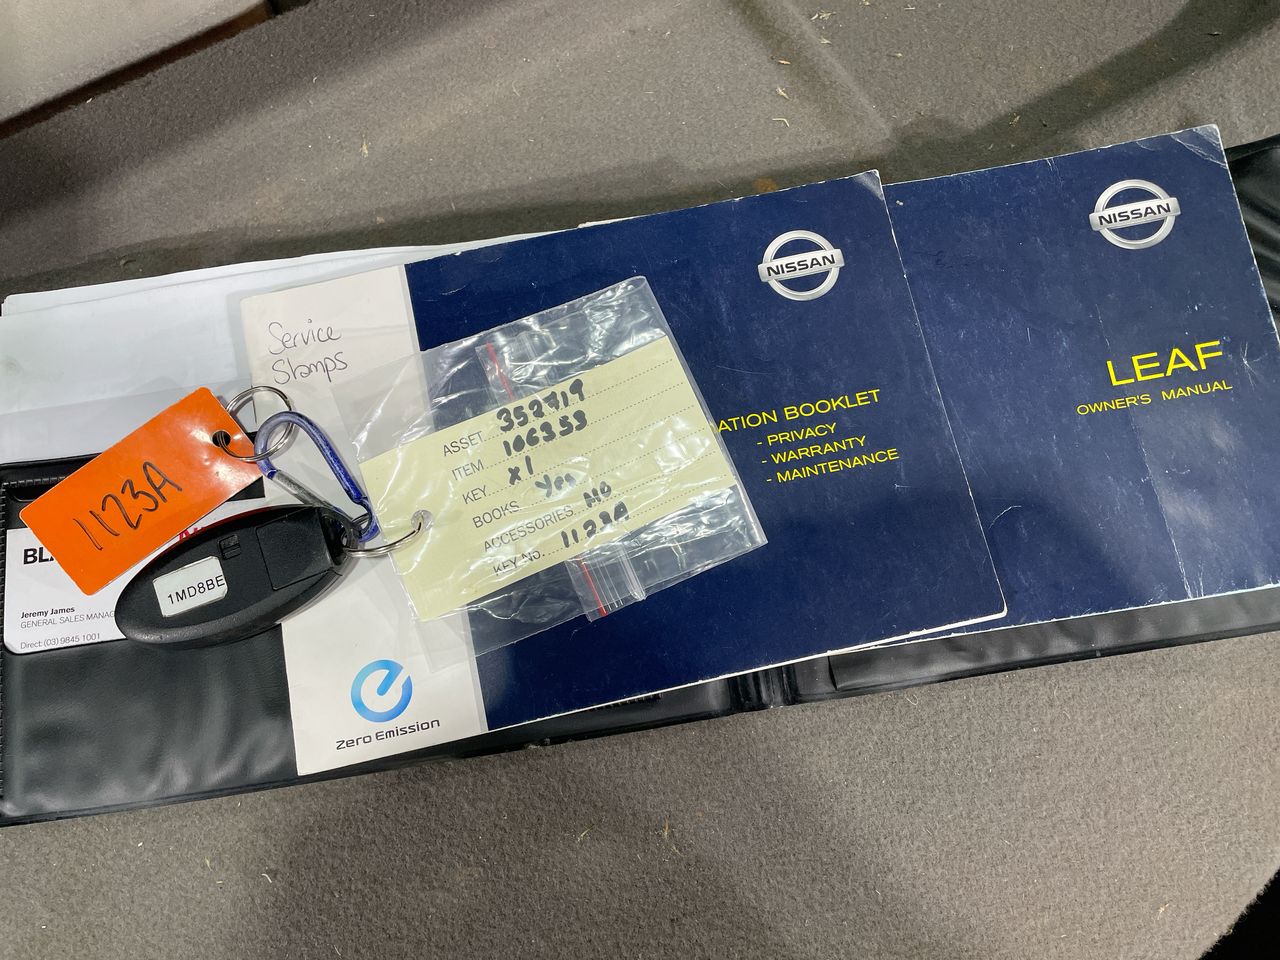 NISSAN
LEAF
OWNER'S MANUAL
NISSAN
ATION BOOKLET
- PRIVACY
- WARRANTY
- MAINTENANCE
Service
Stamps
Zero Emission
ASSET 352719
ITEM 106353
KEY x1
BOOKS Yes
ACCESSORIES NO
KEY No. 1123A
1123A
1MD8BE
BL
Jeremy James
GENERAL SALES MANAG
Direct: (03) 9845 1001